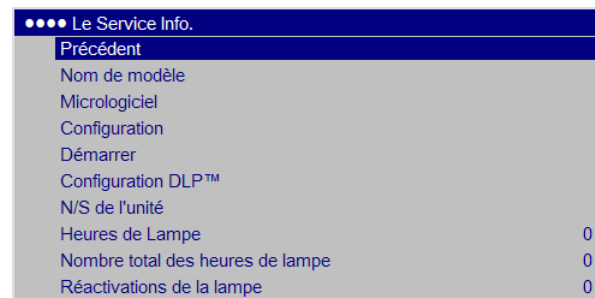 ●●●● Le Service Info.
Précédent
Nom de modèle
Micrologiciel
Configuration
Démarrer
Configuration DLP™
N/S de l'unité
Heures de Lampe 0
Nombre total des heures de lampe 0
Réactivations de la lampe 0